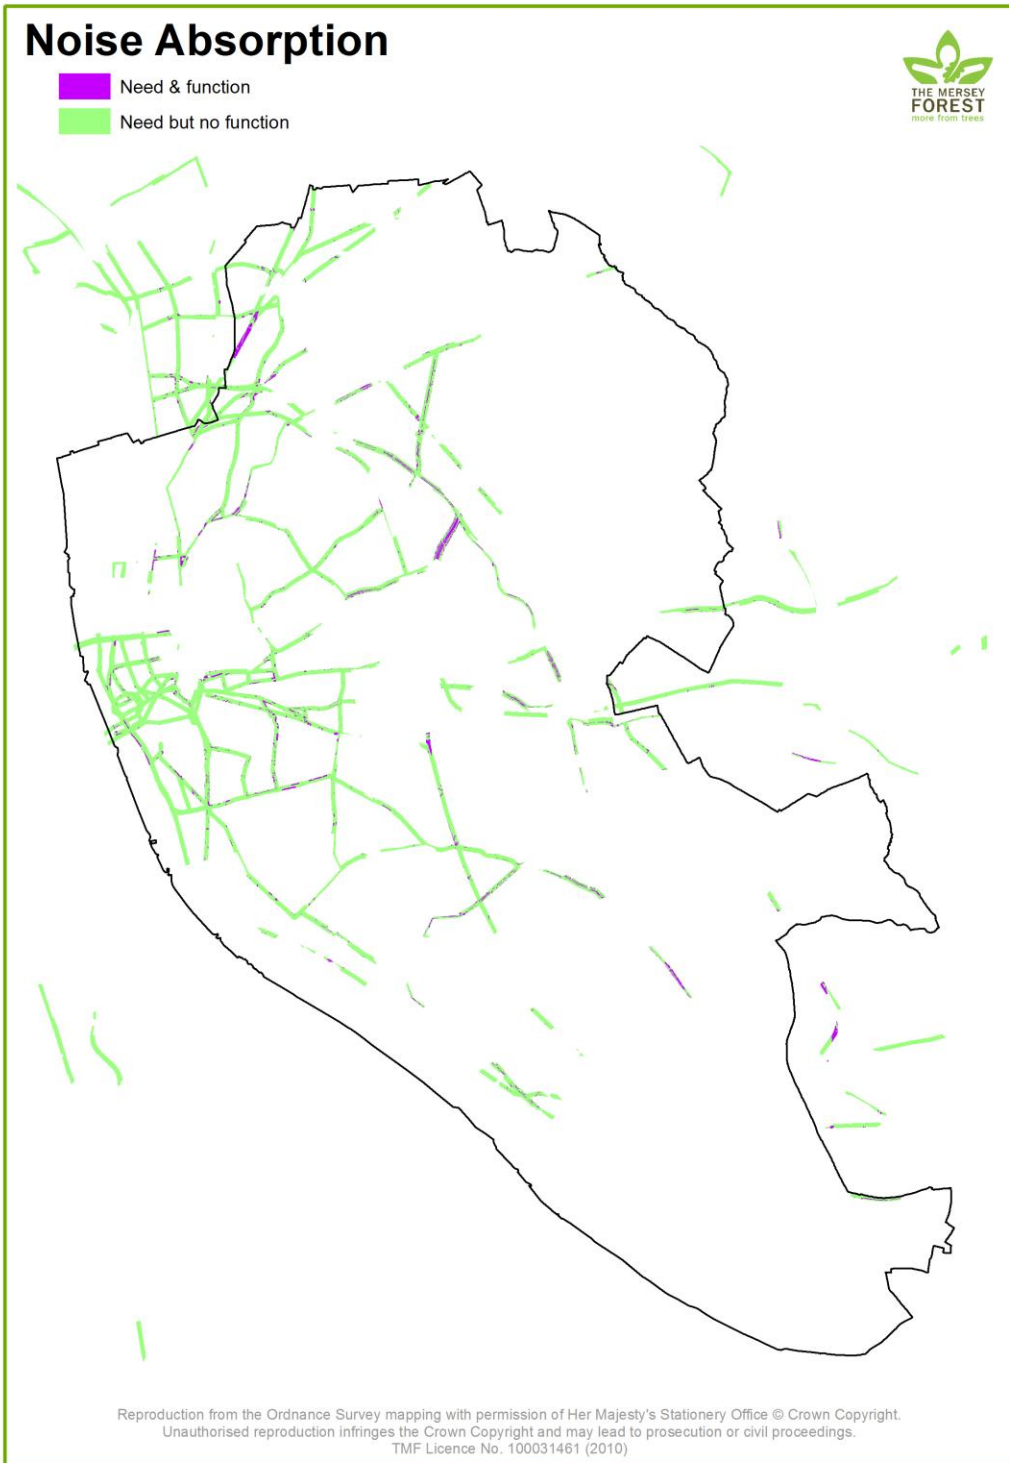 Noise Absorption
Need & function
Need but no function
THE MERSEY
FOREST
more from trees
Reproduction from the Ordnance Survey mapping with permission of Her Majesty's Stationery Office © Crown Copyright.
Unauthorised reproduction infringes the Crown Copyright and may lead to prosecution or civil proceedings.
TMF Licence No. 100031461 (2010)